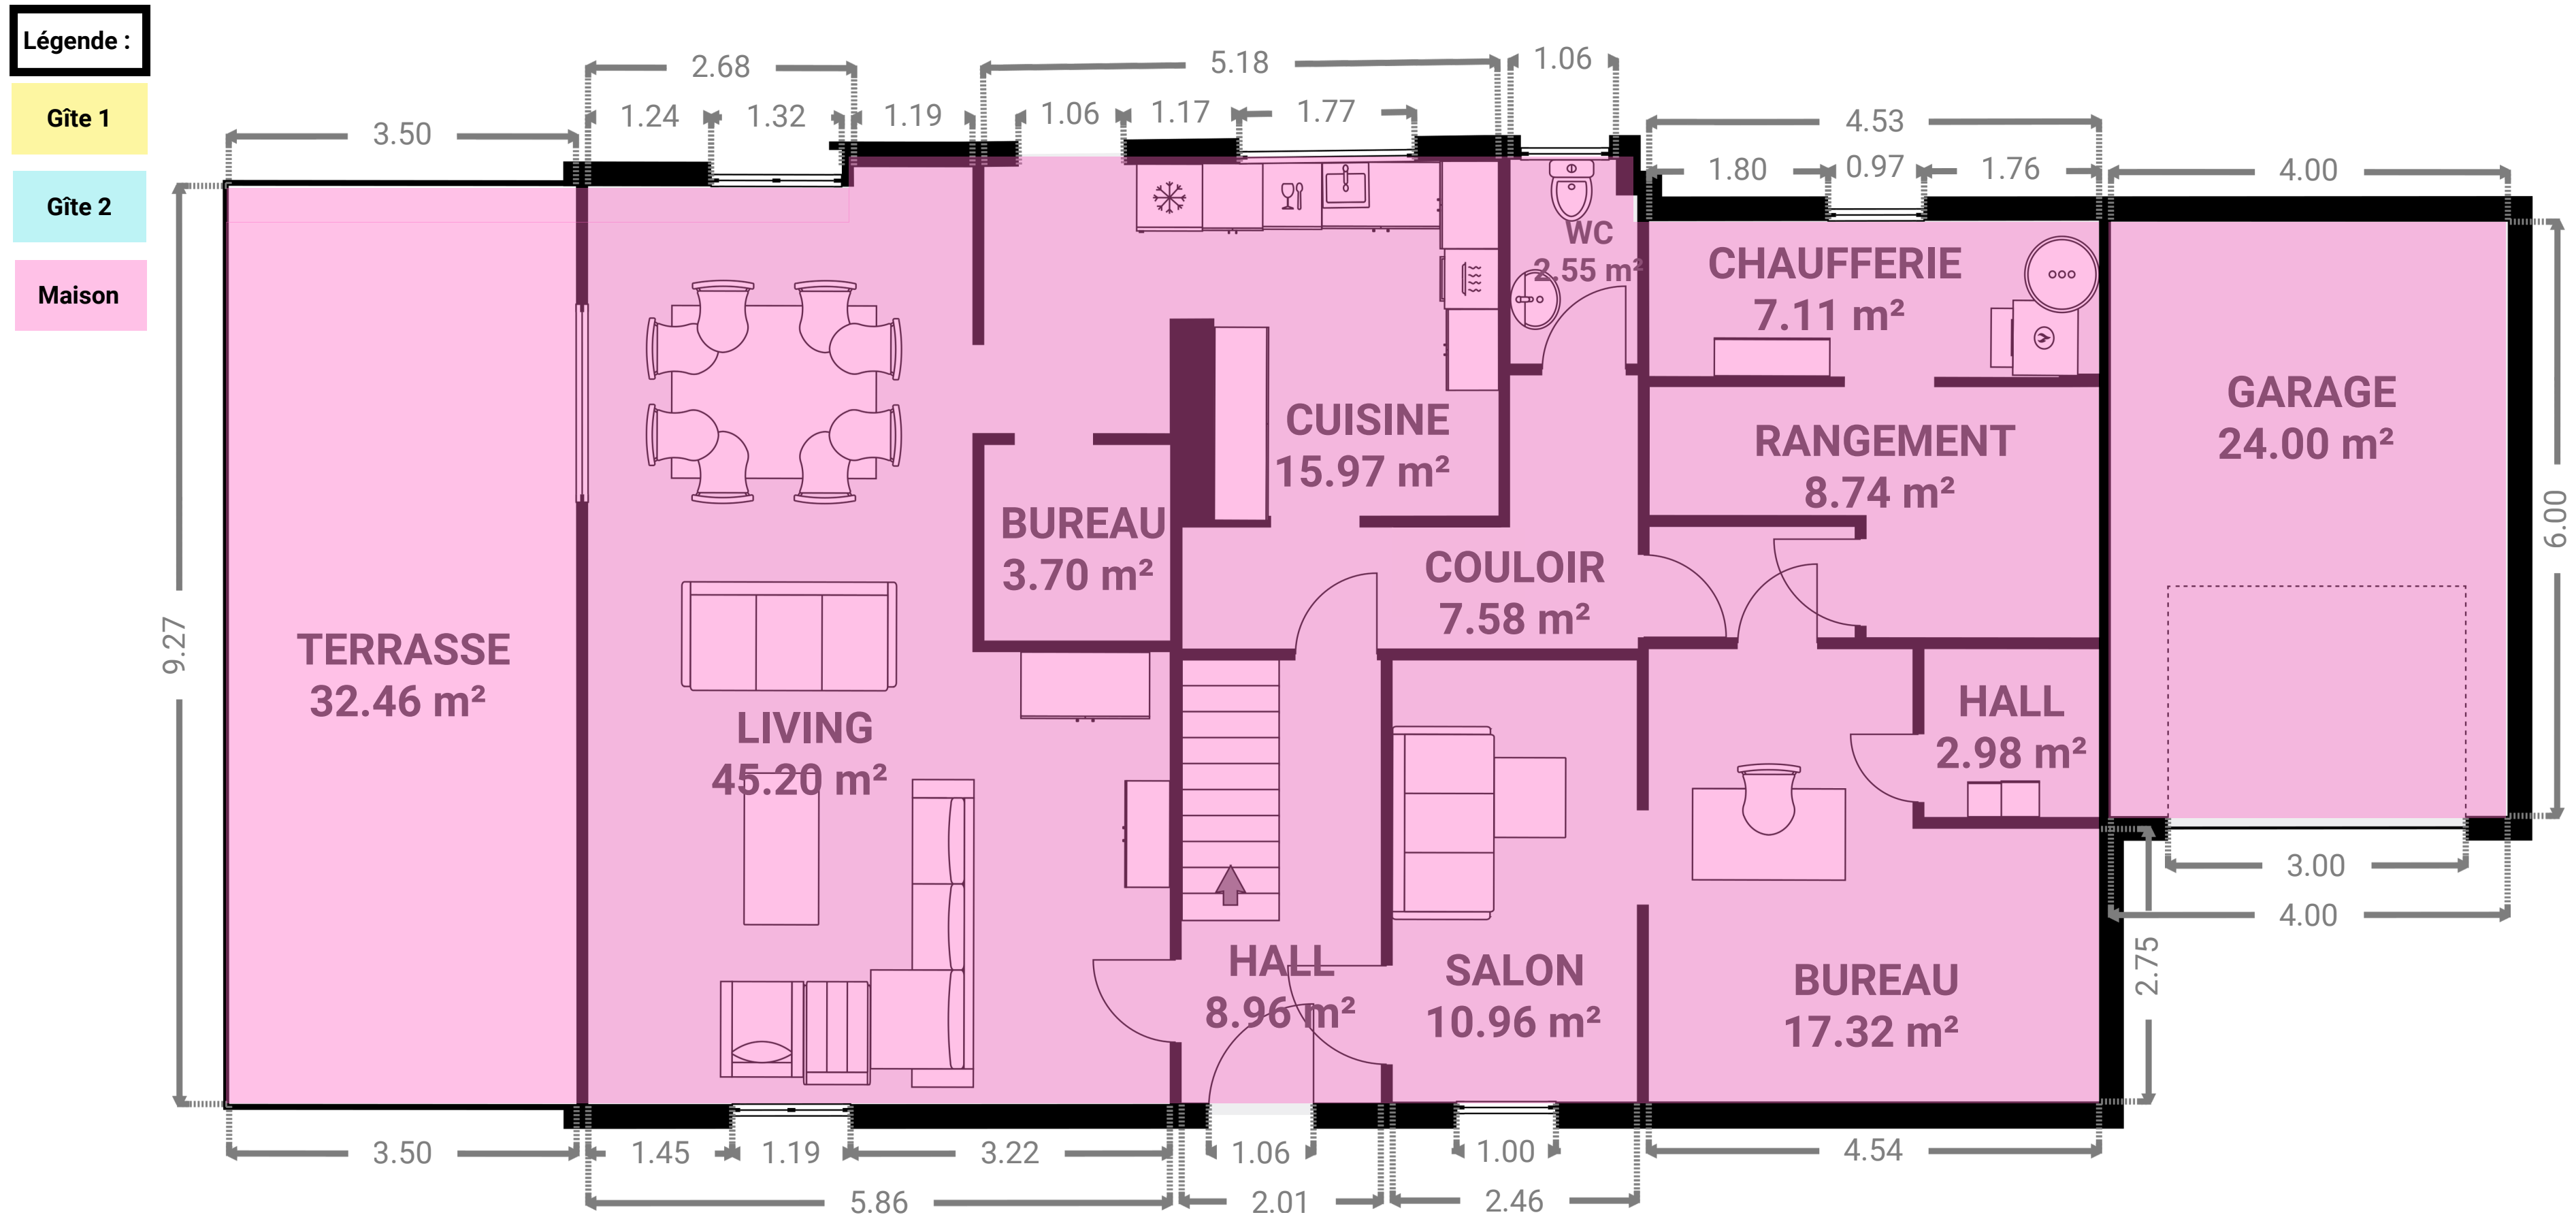 Légende :
Gîte 1
Gîte 2
Maison
2.68
5.18
1.06
1.24
1.32
1.19
1.06
1.17
1.77
3.50
4.53
1.80
0.97
1.76
4.00
WC
2.55 m²
CHAUFFERIE
7.11 m²
GARAGE
24.00 m²
CUISINE
15.97 m²
RANGEMENT
8.74 m²
6.00
BUREAU
3.70 m²
COULOIR
7.58 m²
9.27
TERRASSE
32.46 m²
LIVING
45.20 m²
HALL
2.98 m²
3.00
4.00
2.75
HALL
8.96 m²
SALON
10.96 m²
BUREAU
17.32 m²
3.50
1.45
1.19
3.22
1.06
1.00
4.54
5.86
2.01
2.46